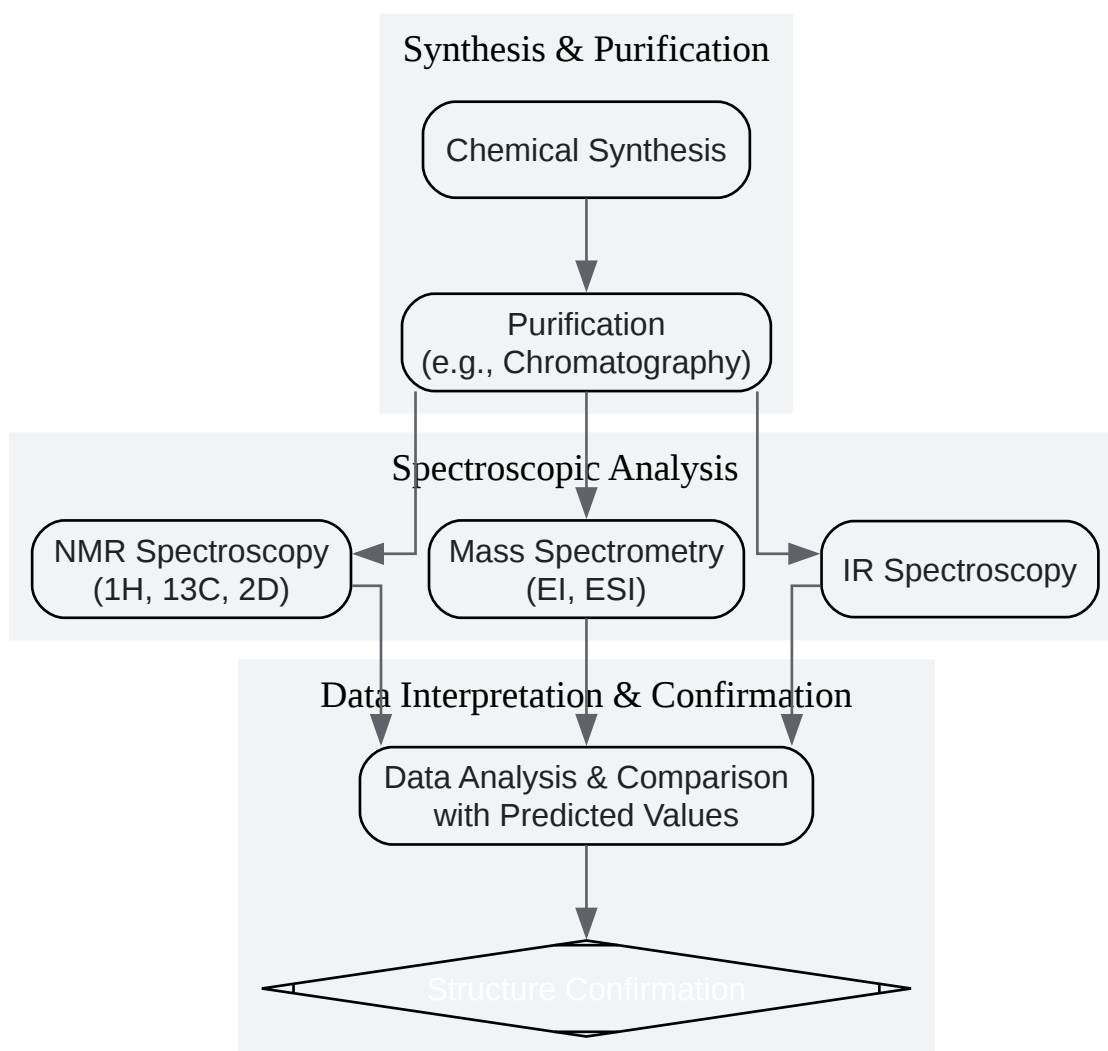 Synthesis & Purification
Chemical Synthesis
Purification
(e.g., Chromatography)
Spectroscopic Analysis
NMR Spectroscopy
(1H, 13C, 2D)
Mass Spectrometry
(EI, ESI)
IR Spectroscopy
Data Interpretation & Confirmation
Data Analysis & Comparison
with Predicted Values
Structure Confirmation